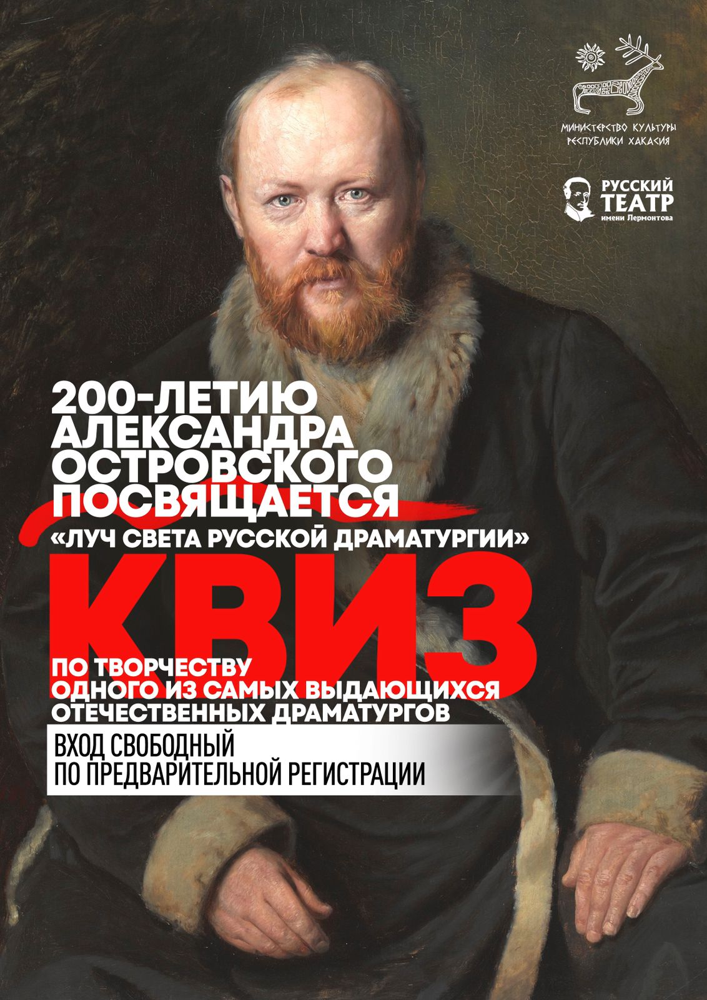 МИНИСТЕРСТВО КУЛЬТУРЫ
РЕСПУБЛИКИ ХАКАСИЯ
РУССКИЙ
ТЕАТР
имени Лермонтова
200-ЛЕТИЮ
АЛЕКСАНДРА
ОСТРОВСКОГО
ПОСВЯЩАЕТСЯ
«ЛУЧ СВЕТА РУССКОЙ ДРАМАТУРГИИ»
КВИЗ
ПО ТВОРЧЕСТВУ
ОДНОГО ИЗ САМЫХ ВЫДАЮЩИХСЯ
ОТЕЧЕСТВЕННЫХ ДРАМАТУРГОВ
ВХОД СВОБОДНЫЙ
ПО ПРЕДВАРИТЕЛЬНОЙ РЕГИСТРАЦИИ